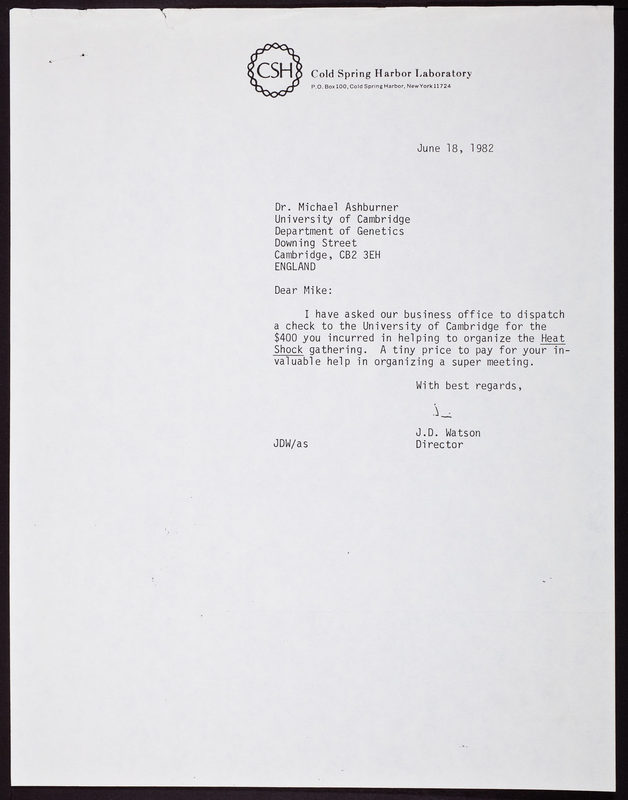 CSH
Cold Spring Harbor Laboratory
P.O. Box 100, Cold Spring Harbor, New York 11724
June 18, 1982
Dr. Michael Ashburner
University of Cambridge
Department of Genetics
Downing Street
Cambridge, CB2 3EH
ENGLAND
Dear Mike:
I have asked our business office to dispatch
a check to the University of Cambridge for the
$400 you incurred in helping to organize the Heat
Shock gathering. A tiny price to pay for your in-
valuable help in organizing a super meeting.
With best regards,
J.D. Watson
JDW/as Director